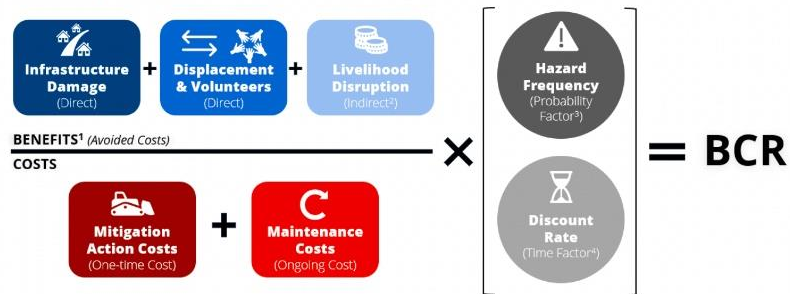 Infrastructure
Damage
(Direct)
+
Displacement
& Volunteers
(Direct)
+
Livelihood
Disruption
(Indirect²)
BENEFITS¹ (Avoided Costs)
COSTS
Mitigation
Action Costs
(One-time Cost)
+
Maintenance
Costs
(Ongoing Cost)
×
Hazard
Frequency
(Probability
Factor³)
Discount
Rate
(Time Factor⁴)
= BCR